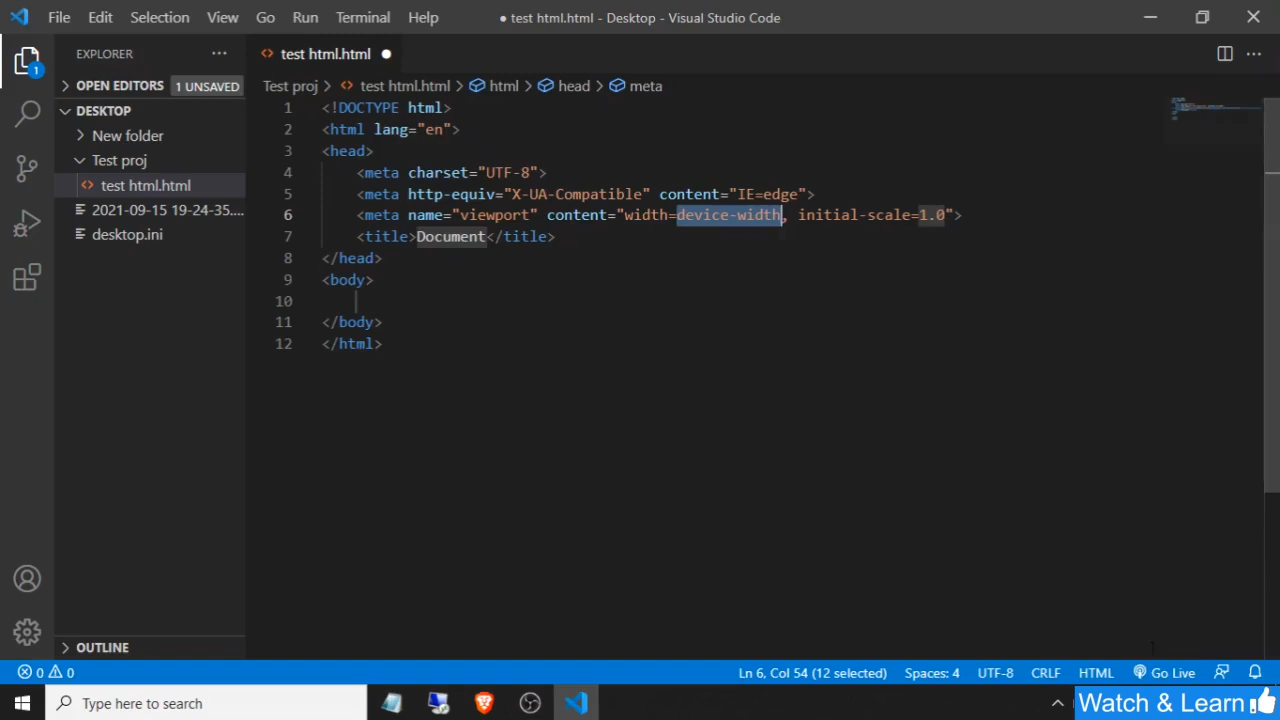 File Edit Selection View Go Run Terminal Help
● test html.html - Desktop - Visual Studio Code
EXPLORER
OPEN EDITORS 1 UNSAVED
DESKTOP
New folder
Test proj
test html.html
2021-09-15 19-24-35....
desktop.ini
OUTLINE
1
test html.html ●
Test proj > test html.html > html > head > meta
1 <!DOCTYPE html>
2 <html lang="en">
3 <head>
4 <meta charset="UTF-8">
5 <meta http-equiv="X-UA-Compatible" content="IE=edge">
6 <meta name="viewport" content="width=device-width, initial-scale=1.0">
7 <title>Document</title>
8 </head>
9 <body>
10
11 </body>
12 </html>
0 0 Ln 6, Col 54 (12 selected) Spaces: 4 UTF-8 CRLF HTML Go Live
Type here to search
Watch & Learn